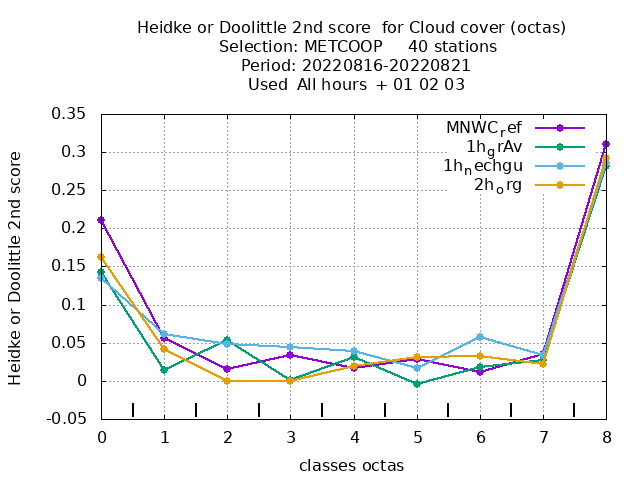 Heidke or Doolittle 2nd score  for Cloud cover (octas)
Selection: METCOOP     40 stations
Period: 20220816-20220821
Used  All hours  + 01 02 03
MNWC_ref
1h_grAv
1h_nechgu
2h_org
Heidke or Doolittle 2nd score
0.35
0.3
0.25
0.2
0.15
0.1
0.05
0
-0.05
0 1 2 3 4 5 6 7 8
classes octas